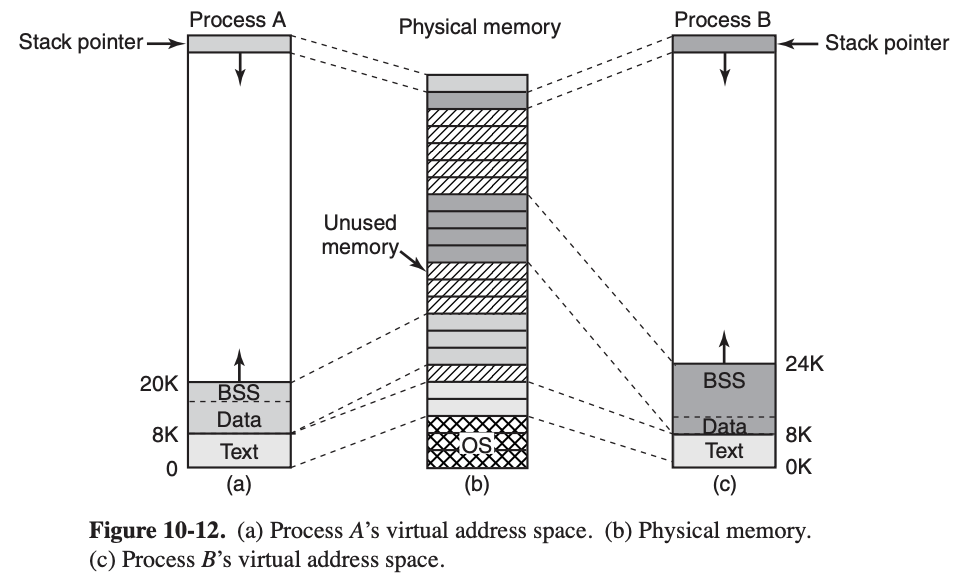 Process A
Physical memory
Process B
Stack pointer
Stack pointer
Unused
memory
20K
BSS
Data
8K
Text
0
OS
24K
BSS
Data
8K
Text
0K
(a)
(b)
(c)
Figure 10-12. (a) Process A's virtual address space. (b) Physical memory.
(c) Process B's virtual address space.